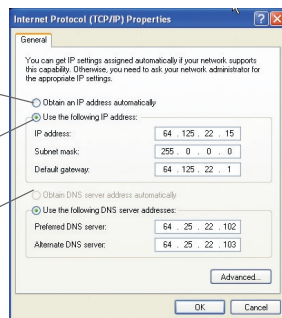 Internet Protocol (TCP/IP) Properties
General
You can get IP settings assigned automatically if your network supports
this capability. Otherwise, you need to ask your network administrator for
the appropriate IP settings.
Obtain an IP address automatically
Use the following IP address:
IP address: 64 . 125 . 22 . 15
Subnet mask: 255 . 0 . 0 . 0
Default gateway: 64 . 125 . 22 . 1
Obtain DNS server address automatically
Use the following DNS server addresses:
Preferred DNS server: 64 . 25 . 22 . 102
Alternate DNS server: 64 . 25 . 22 . 103
Advanced...
OK Cancel